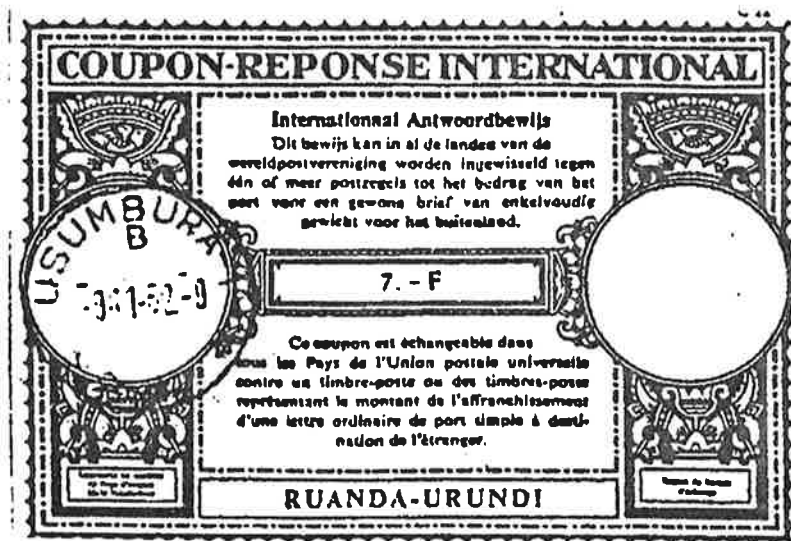 COUPON-REPONSE INTERNATIONAL
Internationaal Antwoordbewijs
Dit bewijs kan in al de landen van de
wereldpostvereniging worden ingewisseld tegen
één of meer postzegels tot het bedrag van het
port voor een gewone brief van enkelvoudig
gewicht voor het buitenland.
USUMBURA
B
7. - F
Ce coupon est échangeable dans
tous les Pays de l'Union postale universelle
contre un timbre-poste ou des timbres-poste
représentant le montant de l'affranchissement
d'une lettre ordinaire de port simple à desti-
nation de l'étranger.
RUANDA-URUNDI